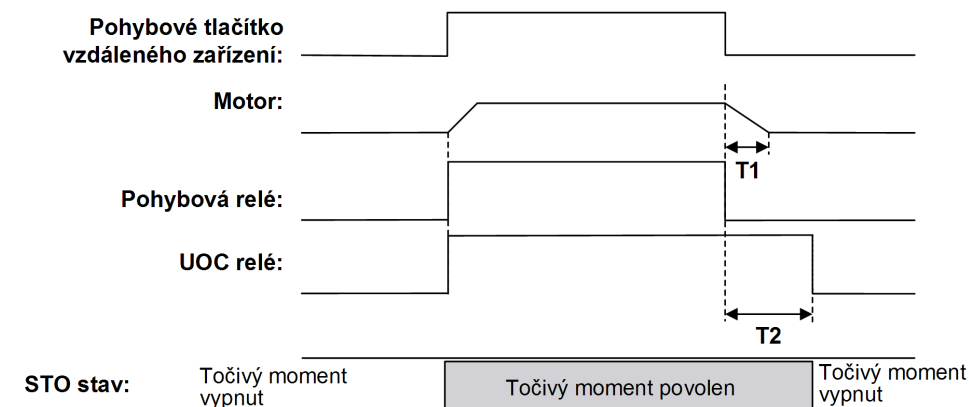 Pohybové tlačítko
vzdáleného zařízení:
Motor:
T1
Pohybová relé:
UOC relé:
T2
STO stav:
Točivý moment
vypnut
Točivý moment povolen
Točivý moment
vypnut